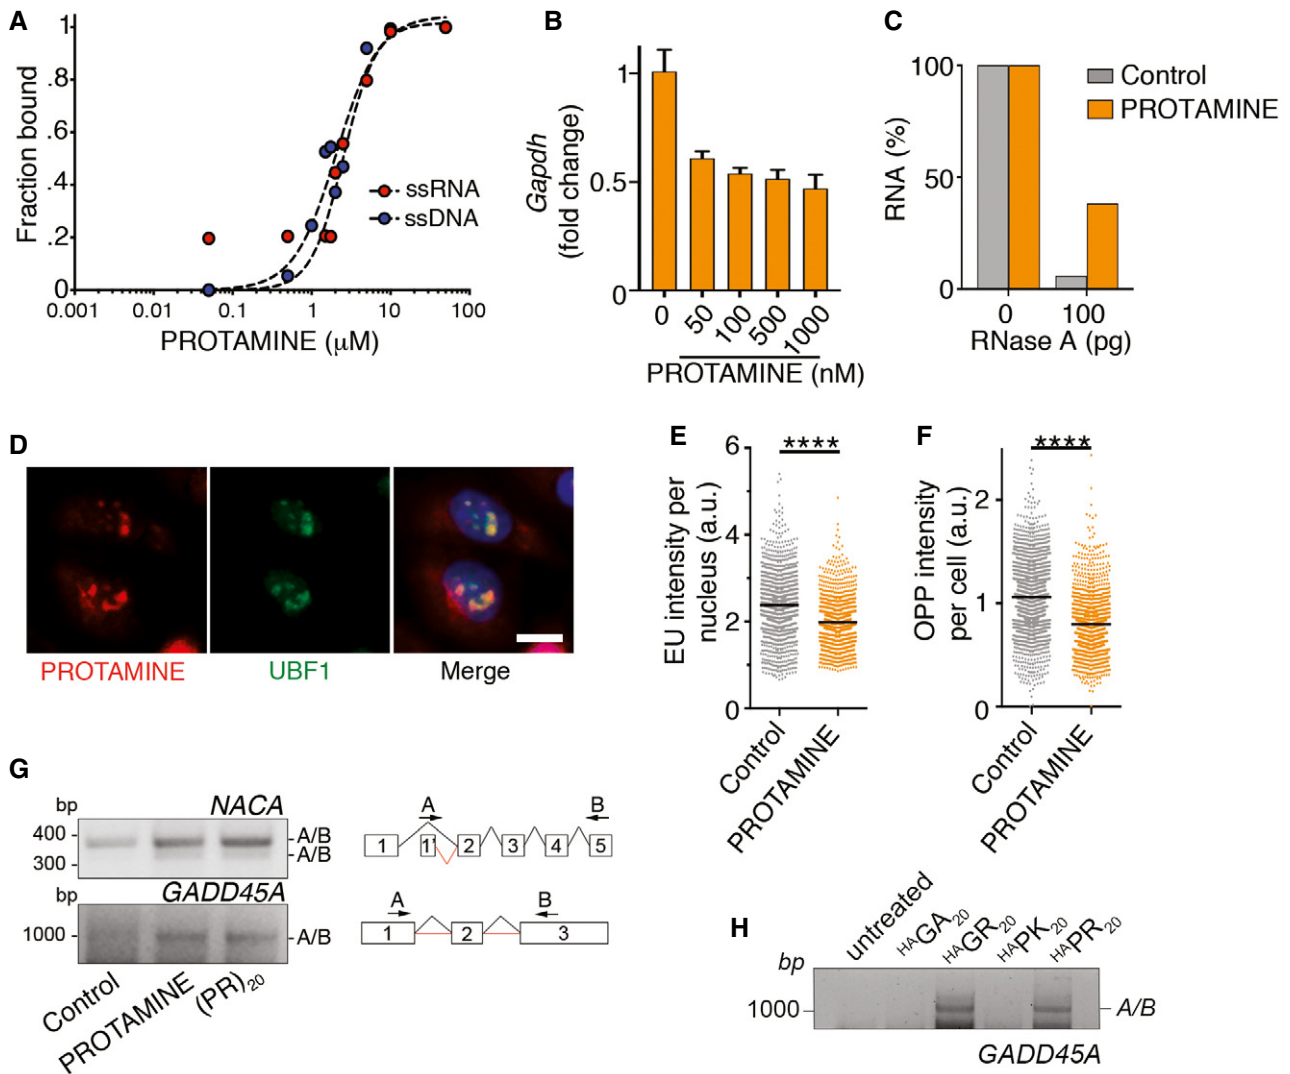 A
Fraction bound
1
.8
.6
.4
.2
0
0.001 0.01 0.1 1 10 100
PROTAMINE (μM)
ssRNA
ssDNA
B
Gapdh
(fold change)
1
0.5
0
0 50 100 500 1000
PROTAMINE (nM)
C
RNA (%)
100
50
0
0 100
RNase A (pg)
Control
PROTAMINE
D
PROTAMINE UBF1 Merge
E
EU intensity per
nucleus (a.u.)
6
4
2
0
****
Control
PROTAMINE
F
OPP intensity
per cell (a.u.)
2
1
0
****
Control
PROTAMINE
G
bp NACA
400
300
A/B
A/B
bp GADD45A
1000
A/B
Control
PROTAMINE
(PR)20
A B
1 1' 2 3 4 5
A B
1 2 3
H
untreated
HAGA20
HAGR20
HAPK20
HAPR20
bp
1000
A/B
GADD45A